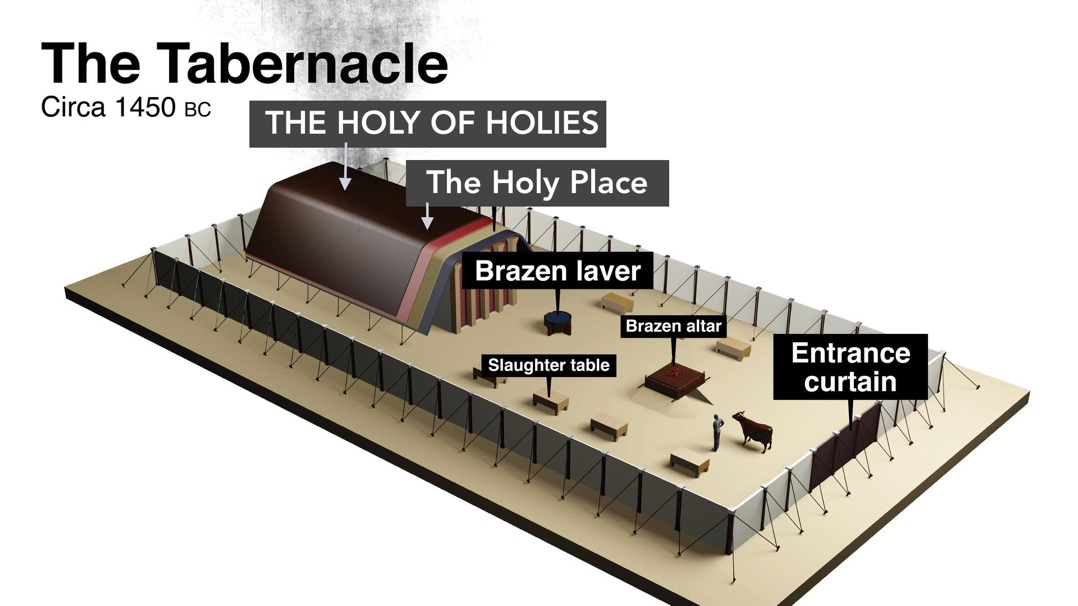 The Tabernacle
Circa 1450 BC
THE HOLY OF HOLIES
The Holy Place
Brazen laver
Brazen altar
Slaughter table
Entrance
curtain